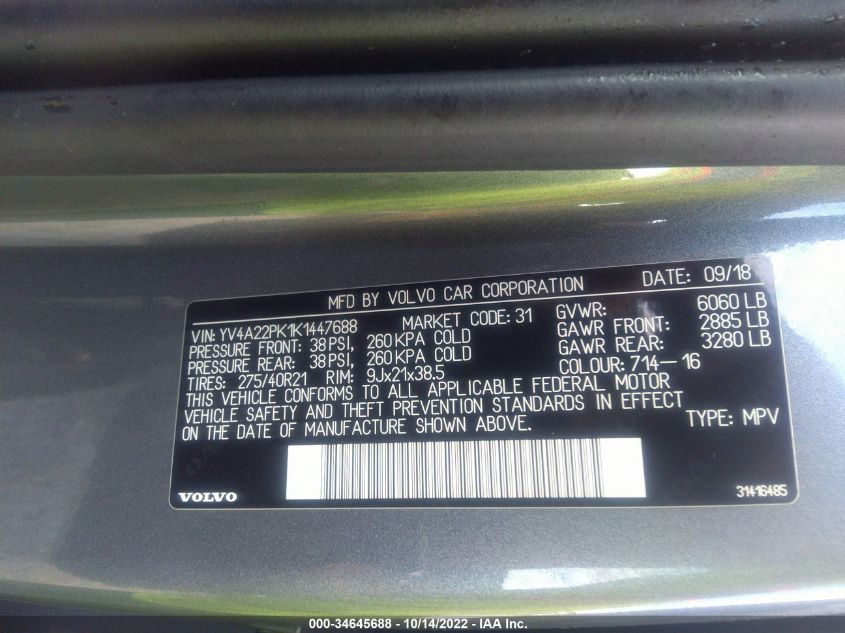 MFD BY VOLVO CAR CORPORATION DATE: 09/18
VIN: YV4A22PK1K1447688 MARKET CODE: 31 GVWR: 6060 LB
PRESSURE FRONT: 38 PSI, 260 KPA COLD GAWR FRONT: 2885 LB
PRESSURE REAR: 38 PSI, 260 KPA COLD GAWR REAR: 3280 LB
TIRES: 275/40R21 RIM: 9Jx21x38.5 COLOUR: 714-16
THIS VEHICLE CONFORMS TO ALL APPLICABLE FEDERAL MOTOR
VEHICLE SAFETY AND THEFT PREVENTION STANDARDS IN EFFECT
ON THE DATE OF MANUFACTURE SHOWN ABOVE. TYPE: MPV
VOLVO 31416485
000-34645688 - 10/14/2022 - IAA Inc.